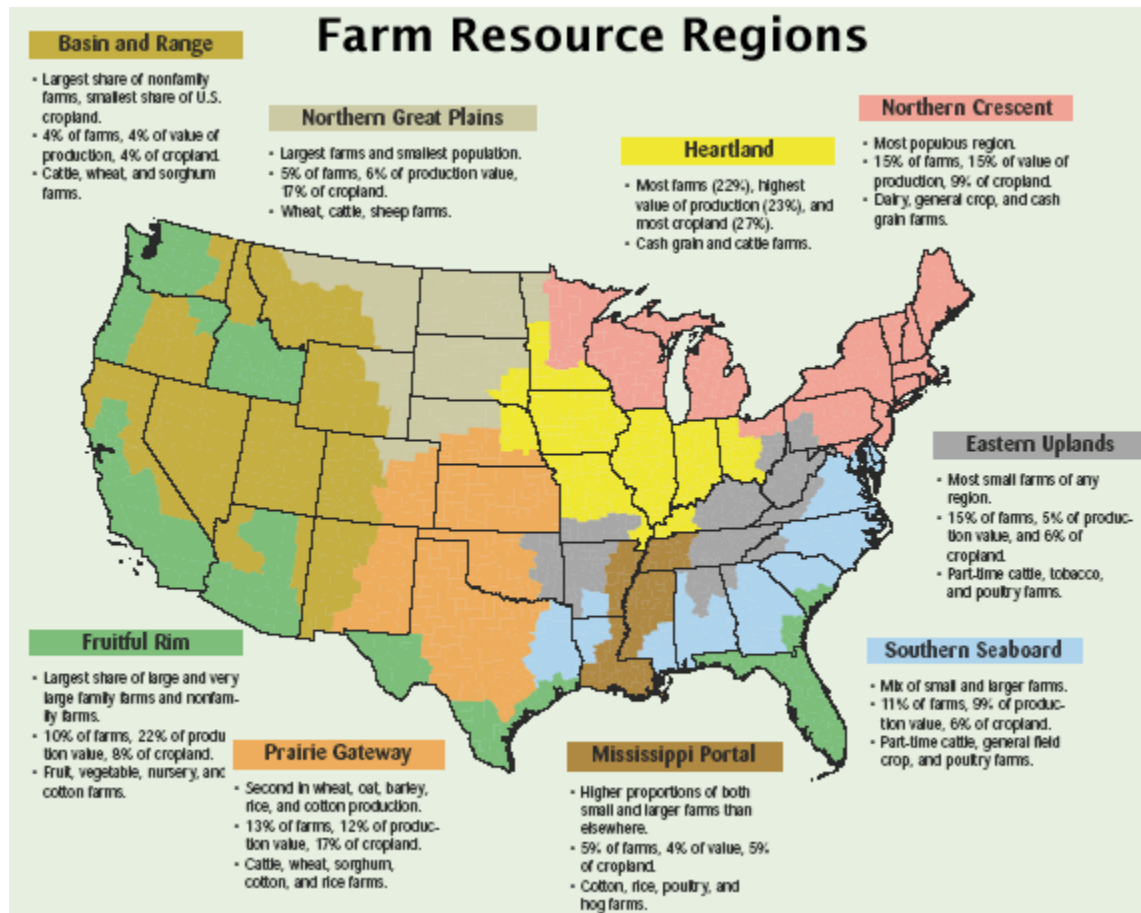 Farm Resource Regions
Basin and Range
- Largest share of nonfamily
farms, smallest share of U.S.
cropland.
- 4% of farms, 4% of value of
production, 4% of cropland.
- Cattle, wheat, and sorghum
farms.
Northern Great Plains
- Largest farms and smallest population.
- 5% of farms, 6% of production value,
17% of cropland.
- Wheat, cattle, sheep farms.
Heartland
- Most farms (22%), highest
value of production (23%), and
most cropland (27%).
- Cash grain and cattle farms.
Northern Crescent
- Most populous region.
- 15% of farms, 15% of value of
production, 9% of cropland.
- Dairy, general crop, and cash
grain farms.
Eastern Uplands
- Most small farms of any
region.
- 15% of farms, 5% of produc-
tion value, and 6% of
cropland.
- Part-time cattle, tobacco,
and poultry farms.
Fruitful Rim
- Largest share of large and very
large family farms and nonfam-
ily farms.
- 10% of farms, 22% of produ
tion value, 8% of cropland.
- Fruit, vegetable, nursery, and
cotton farms.
Southern Seaboard
- Mix of small and larger farms.
- 11% of farms, 9% of produc-
tion value, 6% of cropland.
- Part-time cattle, general field
crop, and poultry farms.
Prairie Gateway
- Second in wheat, oat, barley,
rice, and cotton production.
- 13% of farms, 12% of produc-
tion value, 17% of cropland.
- Cattle, wheat, sorghum,
cotton, and rice farms.
Mississippi Portal
- Higher proportions of both
small and larger farms than
elsewhere.
- 5% of farms, 4% of value, 5%
of cropland.
- Cotton, rice, poultry, and
hog farms.